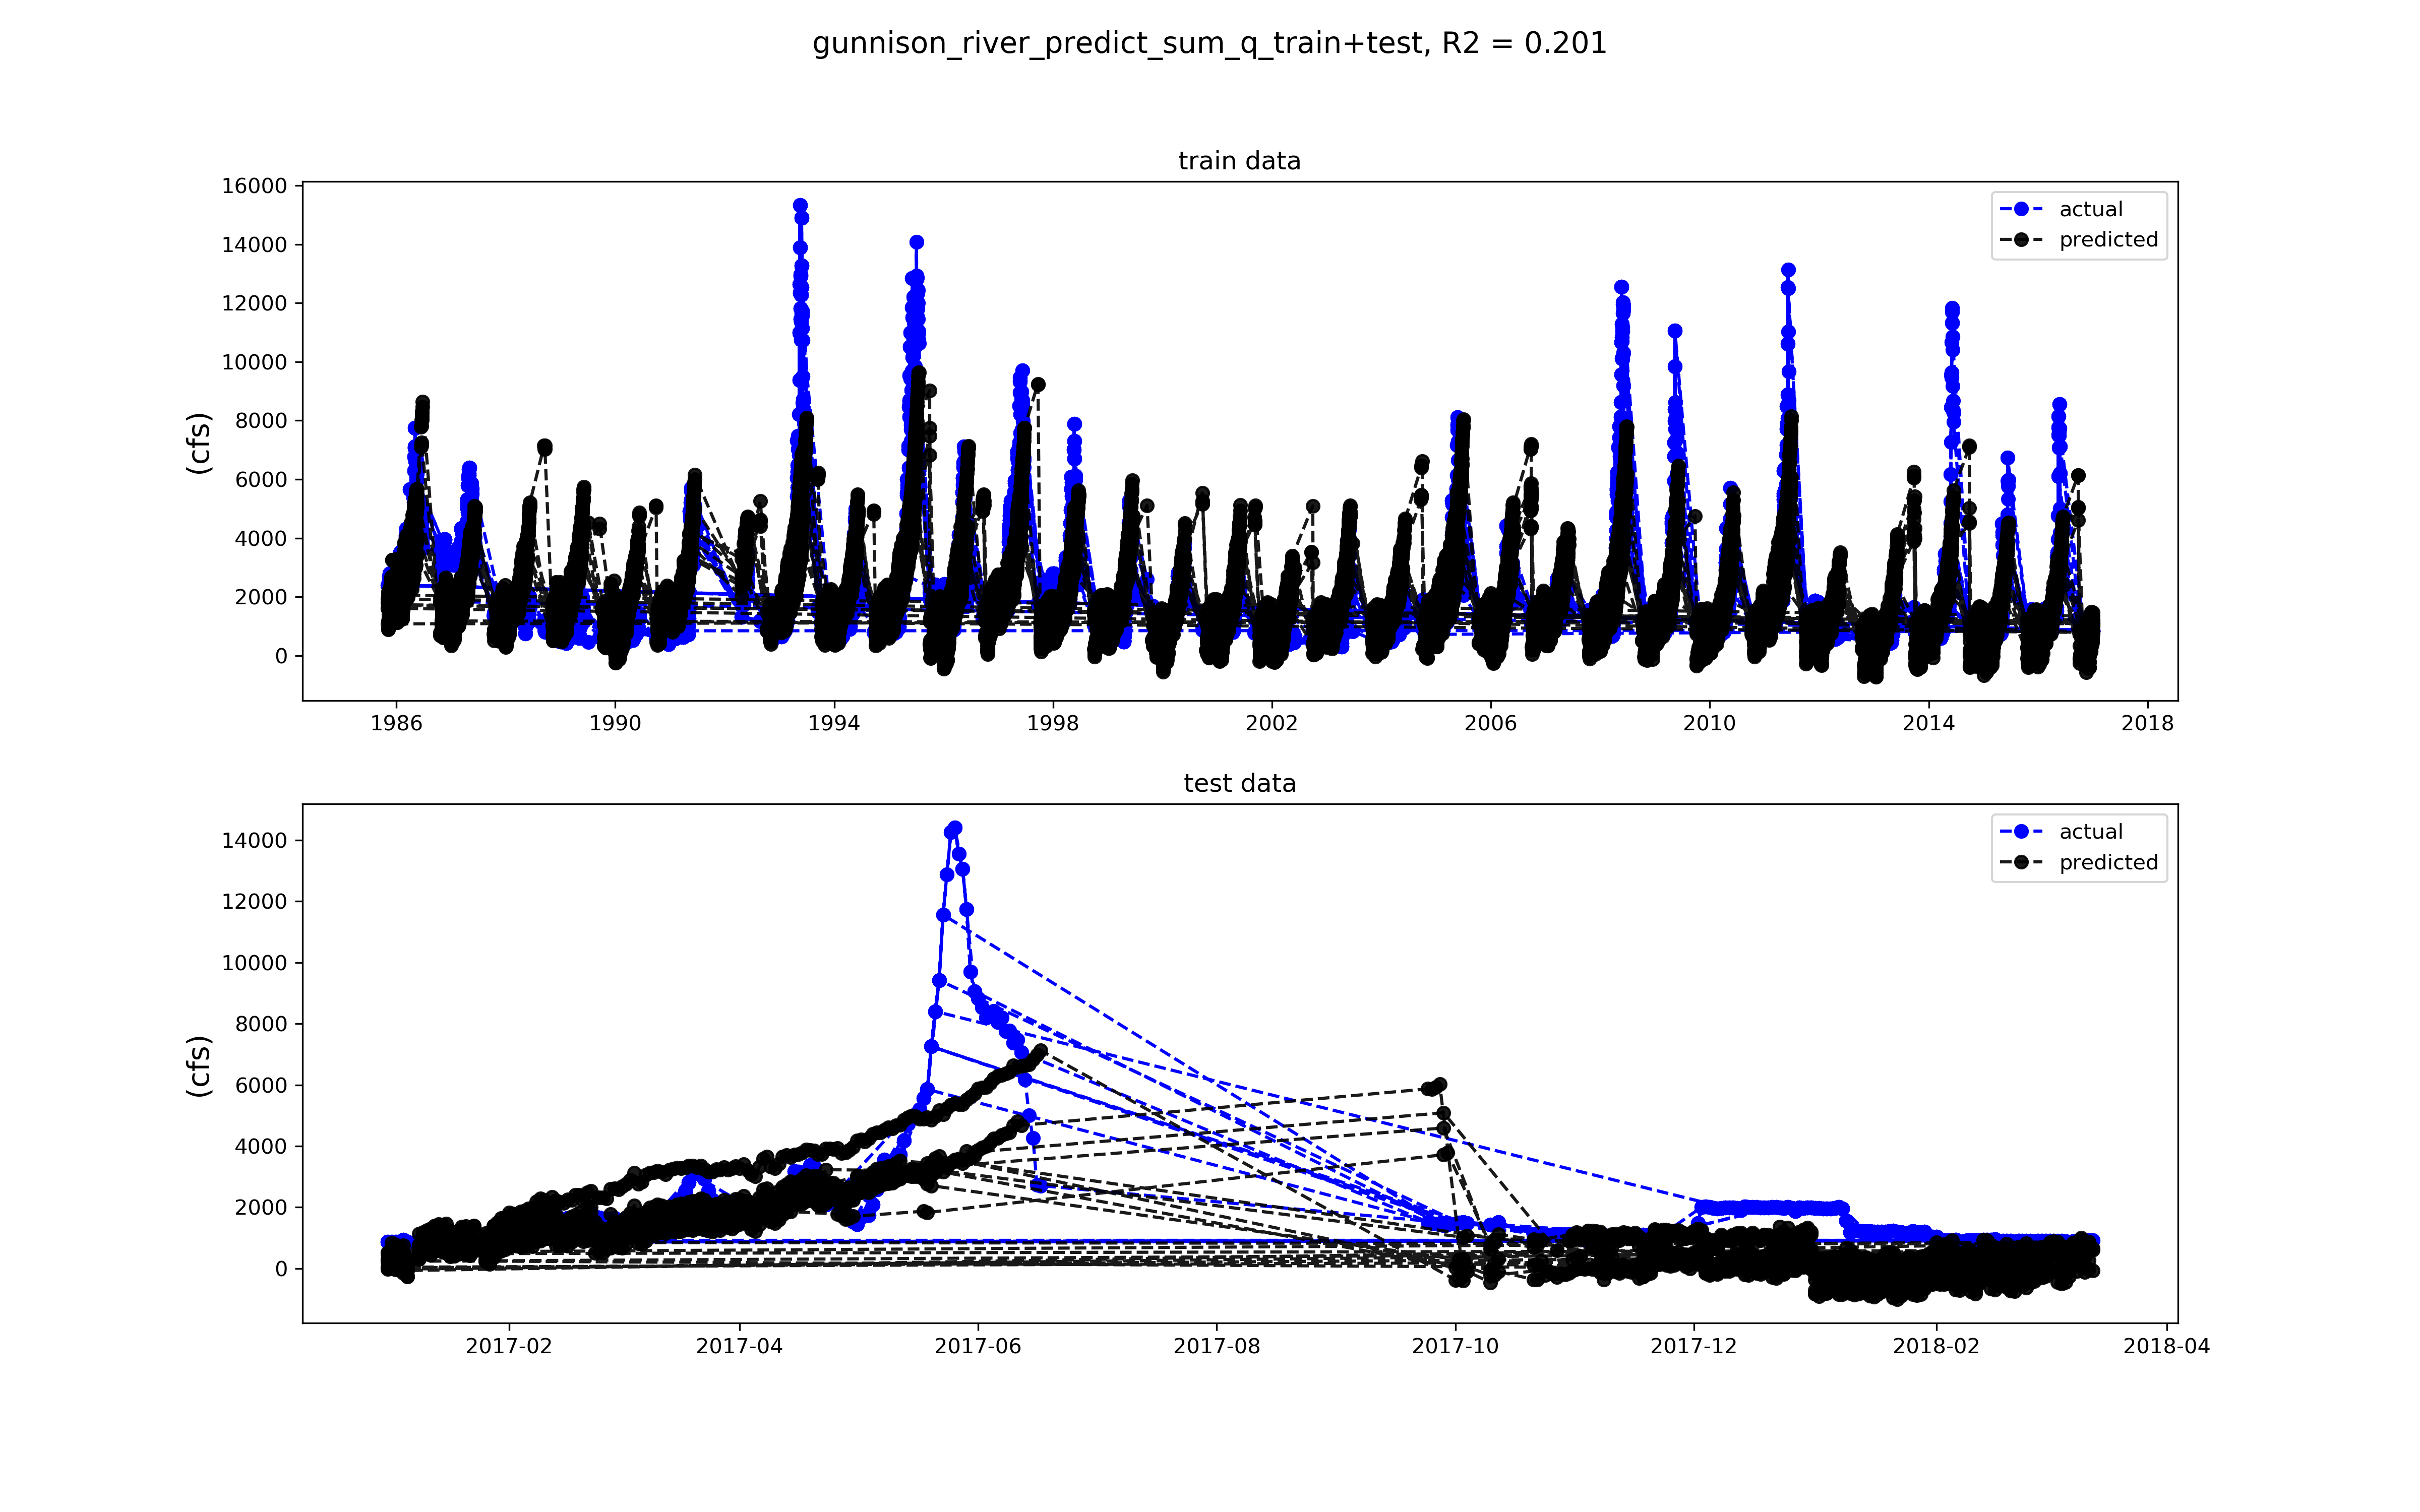 gunnison_river_predict_sum_q_train+test, R2 = 0.201
train data
16000
14000
12000
10000
8000
6000
4000
2000
0
(cfs)
actual
predicted
1986 1990 1994 1998 2002 2006 2010 2014 2018
test data
14000
12000
10000
8000
6000
4000
2000
0
(cfs)
actual
predicted
2017-02 2017-04 2017-06 2017-08 2017-10 2017-12 2018-02 2018-04